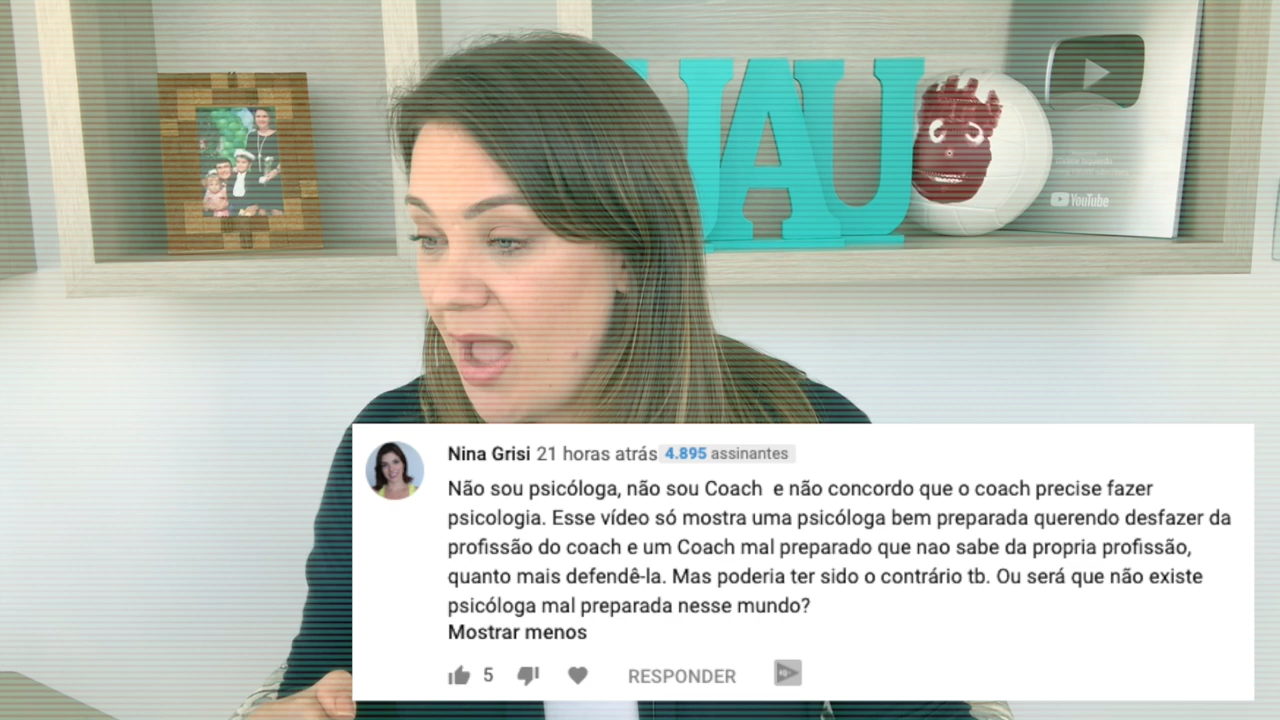 UAU
YouTube
Nina Grisi 21 horas atrás 4.895 assinantes
Não sou psicóloga, não sou Coach e não concordo que o coach precise fazer
psicologia. Esse vídeo só mostra uma psicóloga bem preparada querendo desfazer da
profissão do coach e um Coach mal preparado que nao sabe da propria profissão,
quanto mais defendê-la. Mas poderia ter sido o contrário tb. Ou será que não existe
psicóloga mal preparada nesse mundo?
Mostrar menos
5 RESPONDER